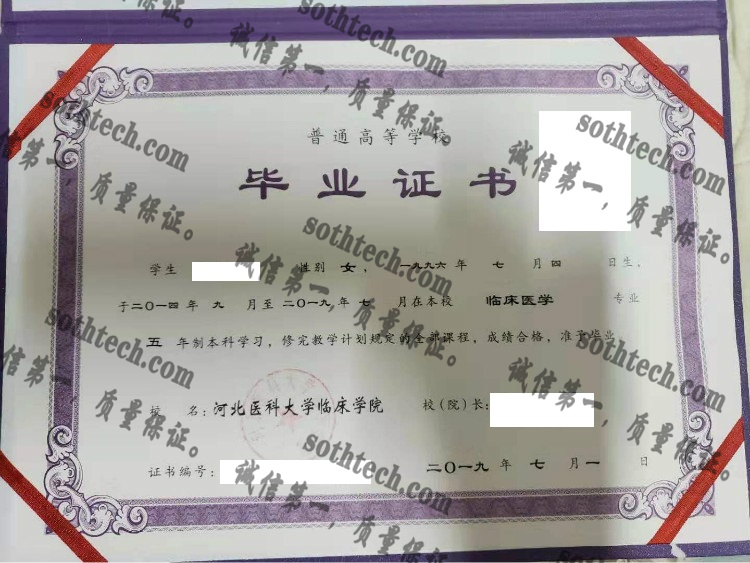 sothtech.com
诚信第一，质量保证。
普通高等学校
毕业证书
学生 性别 女， 一九九六 年 七 月 四 日生，
于二〇一四年 九 月至二〇一九年 七 月在本校 临床医学 专业
五 年制本科学习，修完教学计划规定的全部课程，成绩合格，准予毕业。
校 名：河北医科大学临床学院 校（院）长：
证书编号： 二〇一九 年 七 月 一 日